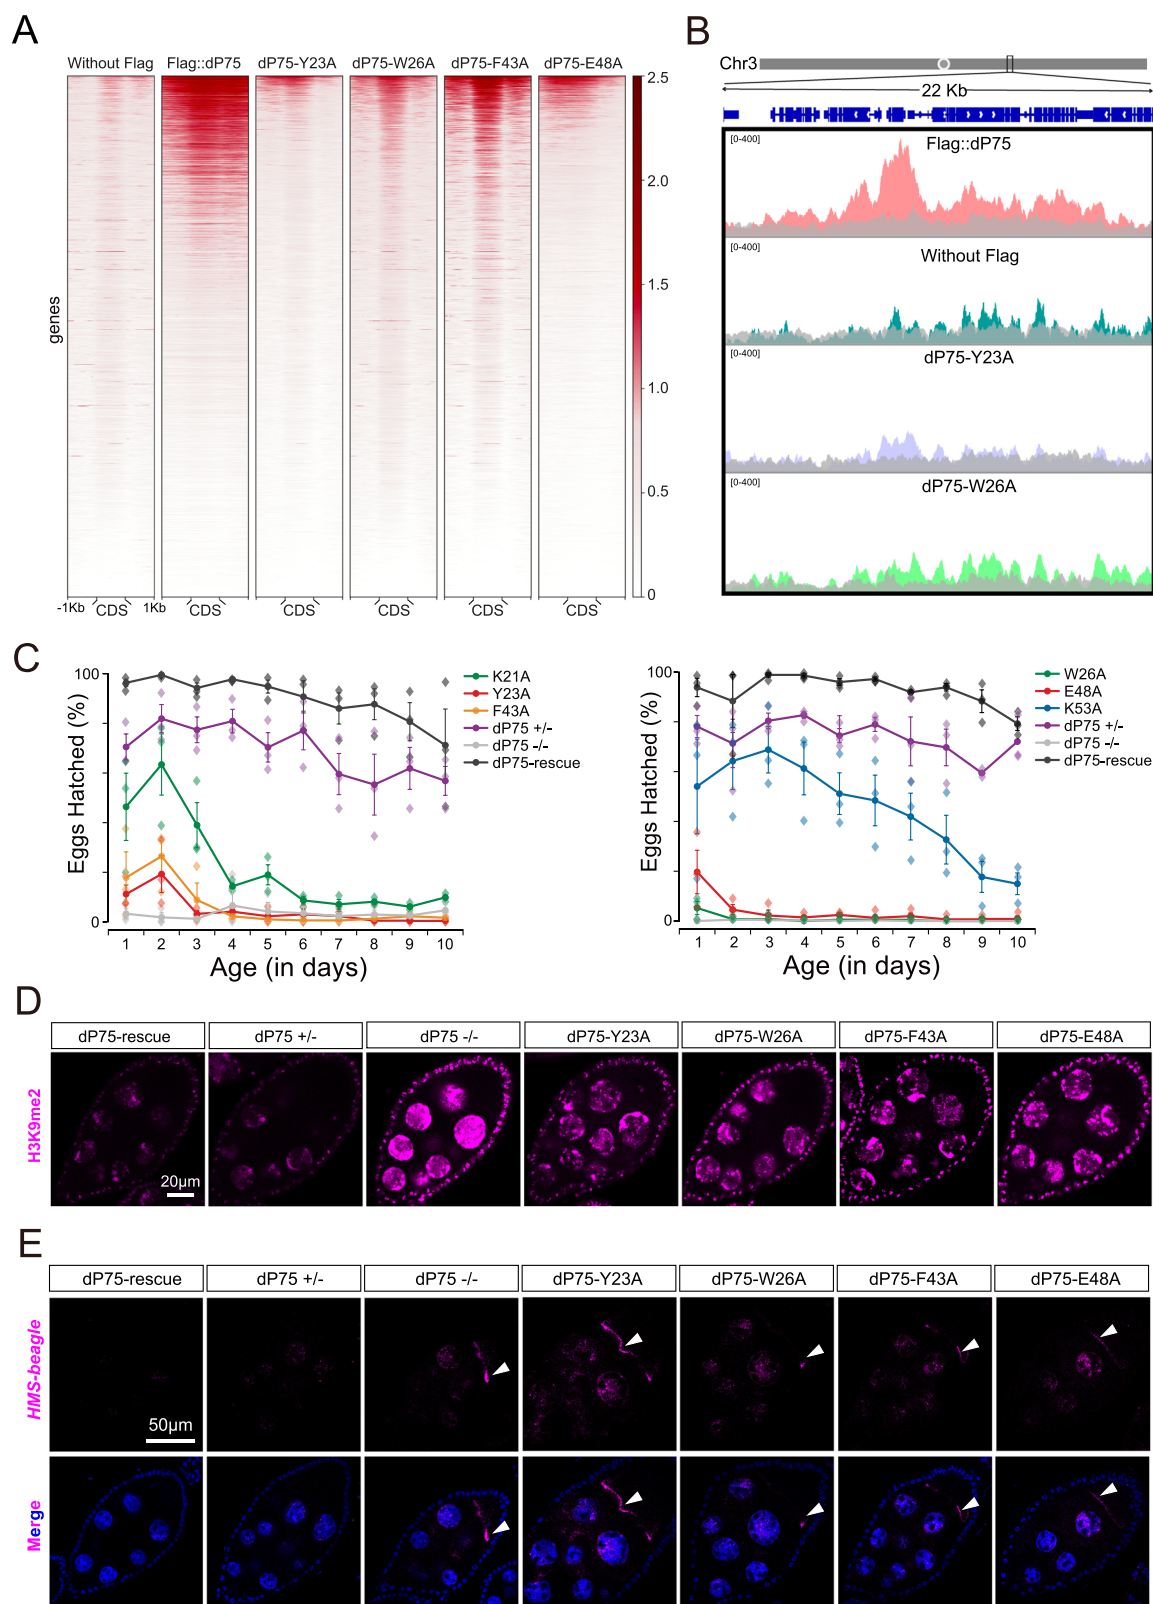 A
Without Flag Flag::dP75 dP75-Y23A dP75-W26A dP75-F43A dP75-E48A
genes
2.5
2.0
1.5
1.0
0.5
0
-1Kb CDS 1Kb CDS CDS CDS CDS CDS
B
Chr3
22 Kb
[0-400]
Flag::dP75
[0-400]
Without Flag
[0-400]
dP75-Y23A
[0-400]
dP75-W26A
C
Eggs Hatched (%)
100
0
1 2 3 4 5 6 7 8 9 10
Age (in days)
K21A
Y23A
F43A
dP75 +/-
dP75 -/-
dP75-rescue
Eggs Hatched (%)
100
0
1 2 3 4 5 6 7 8 9 10
Age (in days)
W26A
E48A
K53A
dP75 +/-
dP75 -/-
dP75-rescue
D
dP75-rescue dP75 +/- dP75 -/- dP75-Y23A dP75-W26A dP75-F43A dP75-E48A
H3K9me2
20μm
E
dP75-rescue dP75 +/- dP75 -/- dP75-Y23A dP75-W26A dP75-F43A dP75-E48A
HMS-beagle
50μm
Merge